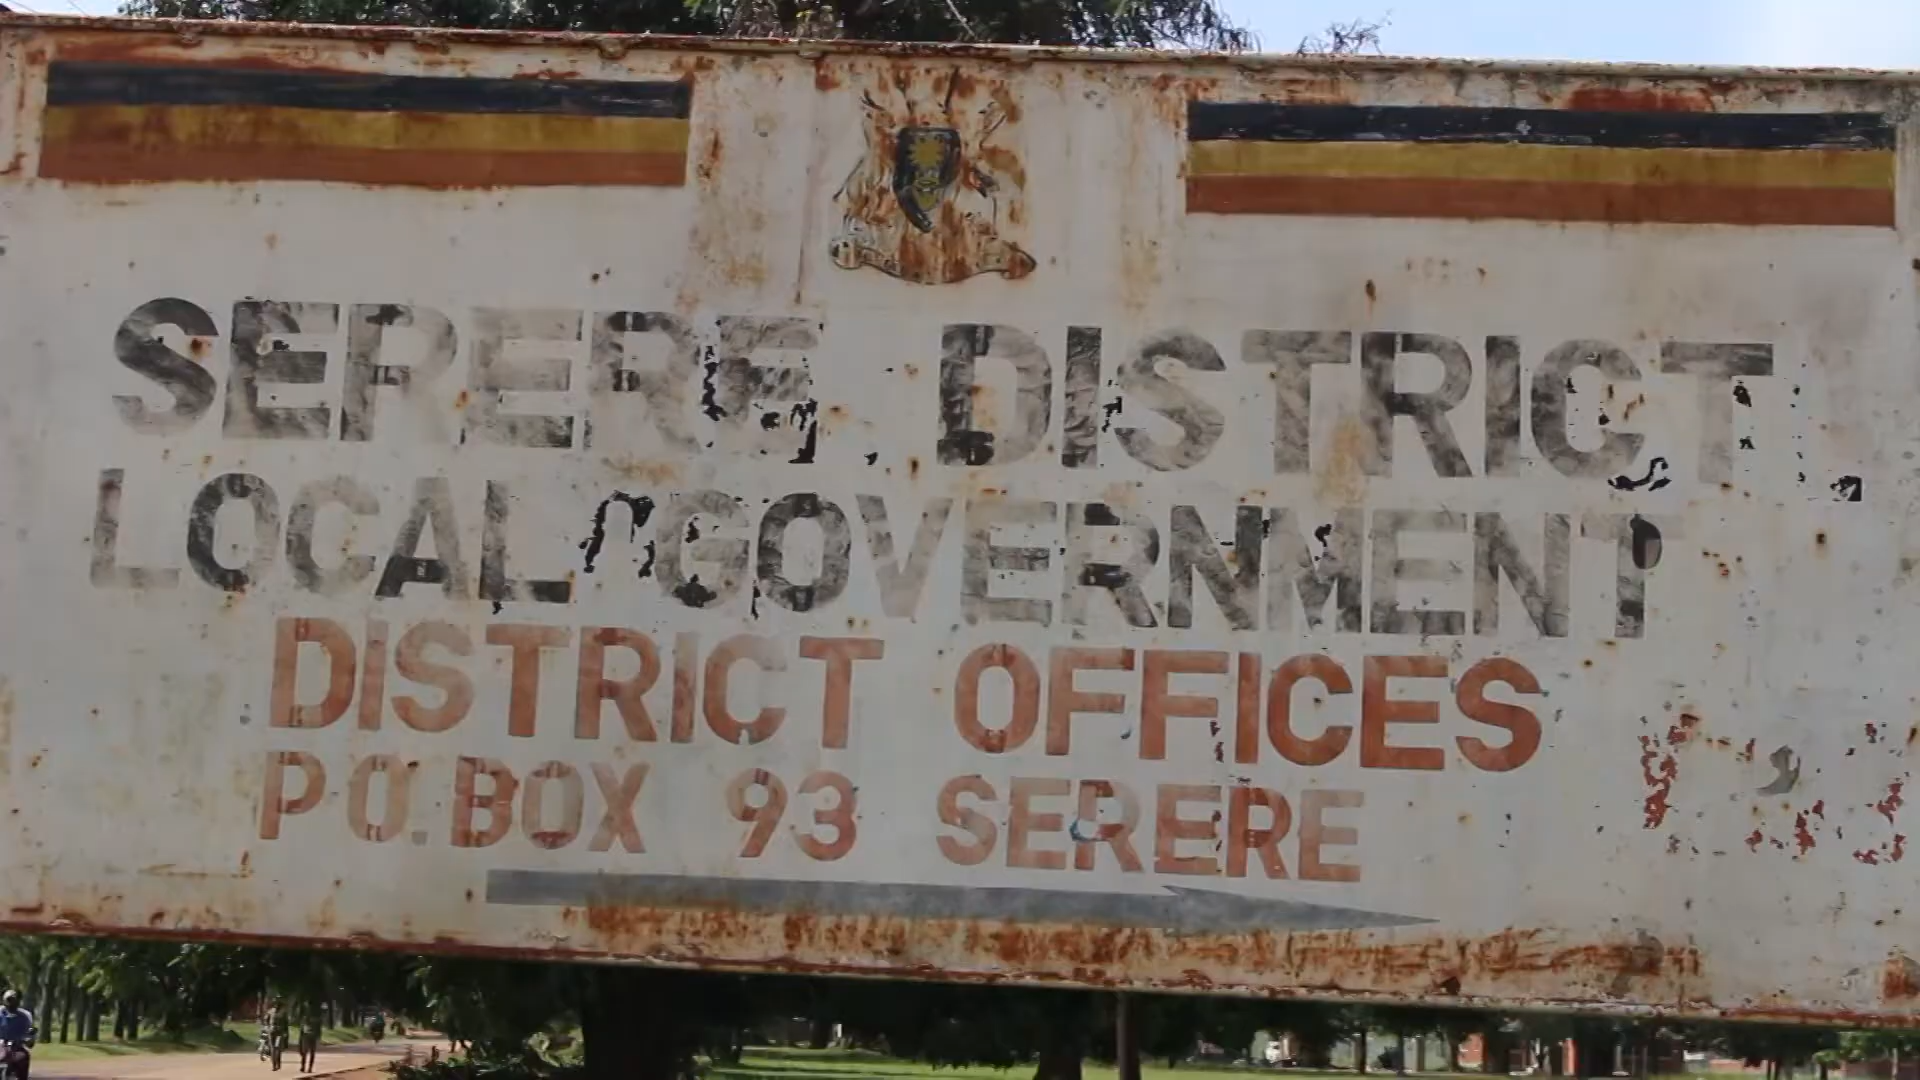 SERERE DISTRICT
LOCAL GOVERNMENT
DISTRICT OFFICES
P.O. BOX 93 SERERE